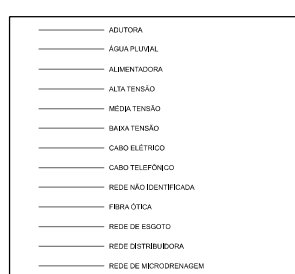 ADUTORA
ÁGUA PLUVIAL
ALIMENTADORA
ALTA TENSÃO
MÉDIA TENSÃO
BAIXA TENSÃO
CABO ELÉTRICO
CABO TELEFÔNICO
REDE NÃO IDENTIFICADA
FIBRA ÓTICA
REDE DE ESGOTO
REDE DISTRIBUÍDORA
REDE DE MICRODRENAGEM